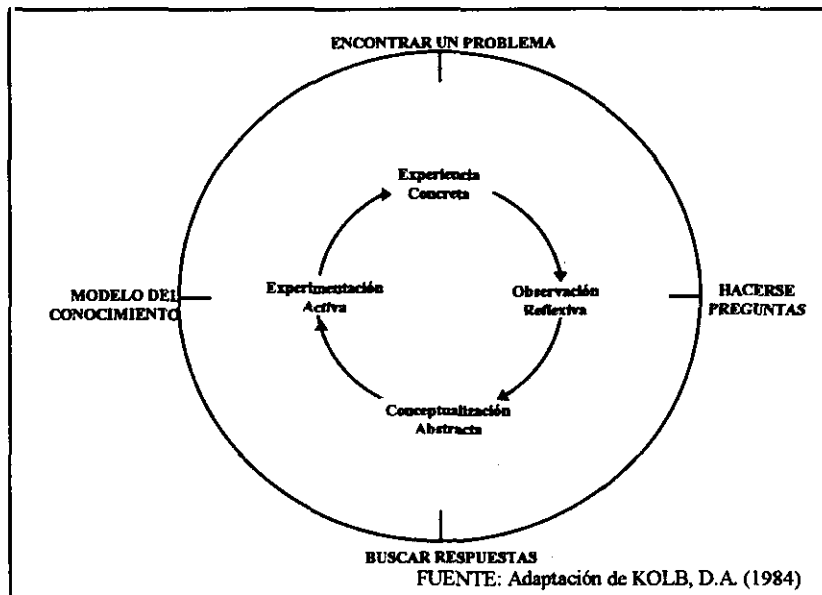 ENCONTRAR UN PROBLEMA
Experiencia
Concreta
MODELO DEL
CONOCIMIENTO
Experimentación
Activa
Observación
Reflexiva
HACERSE
PREGUNTAS
Conceptualización
Abstracta
BUSCAR RESPUESTAS
FUENTE: Adaptación de KOLB, D.A. (1984)